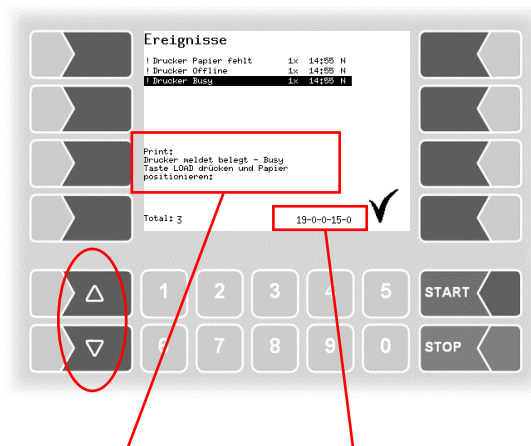 Ereignisse
! Drucker Papier fehlt 1x 14:55 N
! Drucker Offline 1x 14:55 N
! Drucker Busy 1x 14:55 N
Print:
Drucker meldet belegt - Busy
Taste LOAD drücken und Papier
positionieren:
Total: 3 19-0-0-15-0
1 2 3 4 5 START
6 7 8 9 0 STOP